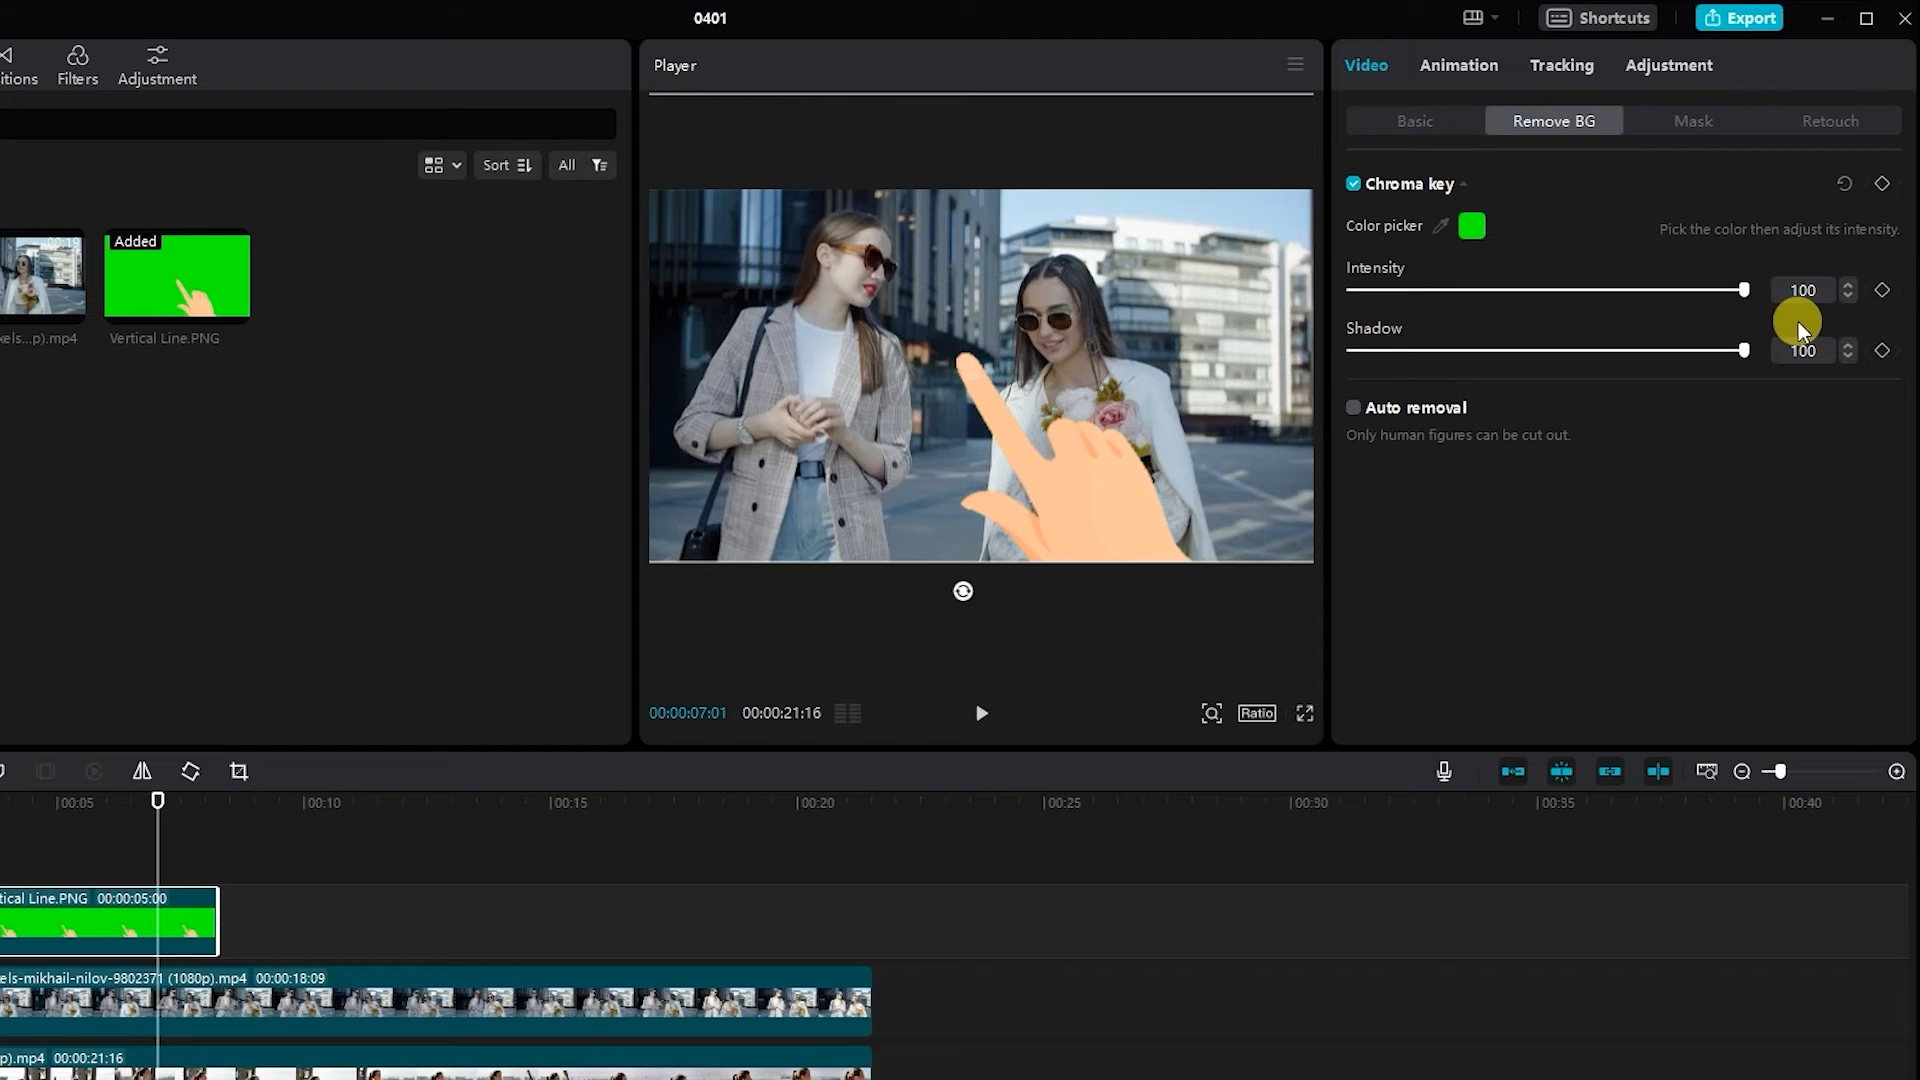 0401
Shortcuts
Export
itions Filters Adjustment
Player
Video Animation Tracking Adjustment
Basic Remove BG Mask Retouch
Sort All
Chroma key
Color picker
Pick the color then adjust its intensity.
Intensity
100
Shadow
100
Added
00:19
xels...p).mp4
Vertical Line.PNG
Auto removal
Only human figures can be cut out.
00:00:07:01 00:00:21:16
Ratio
00:05 00:10 00:15 00:20 00:25 00:30 00:35 00:40
tical Line.PNG 00:00:05:00
els-mikhail-nilov-9802371 (1080p).mp4 00:00:18:09
p).mp4 00:00:21:16